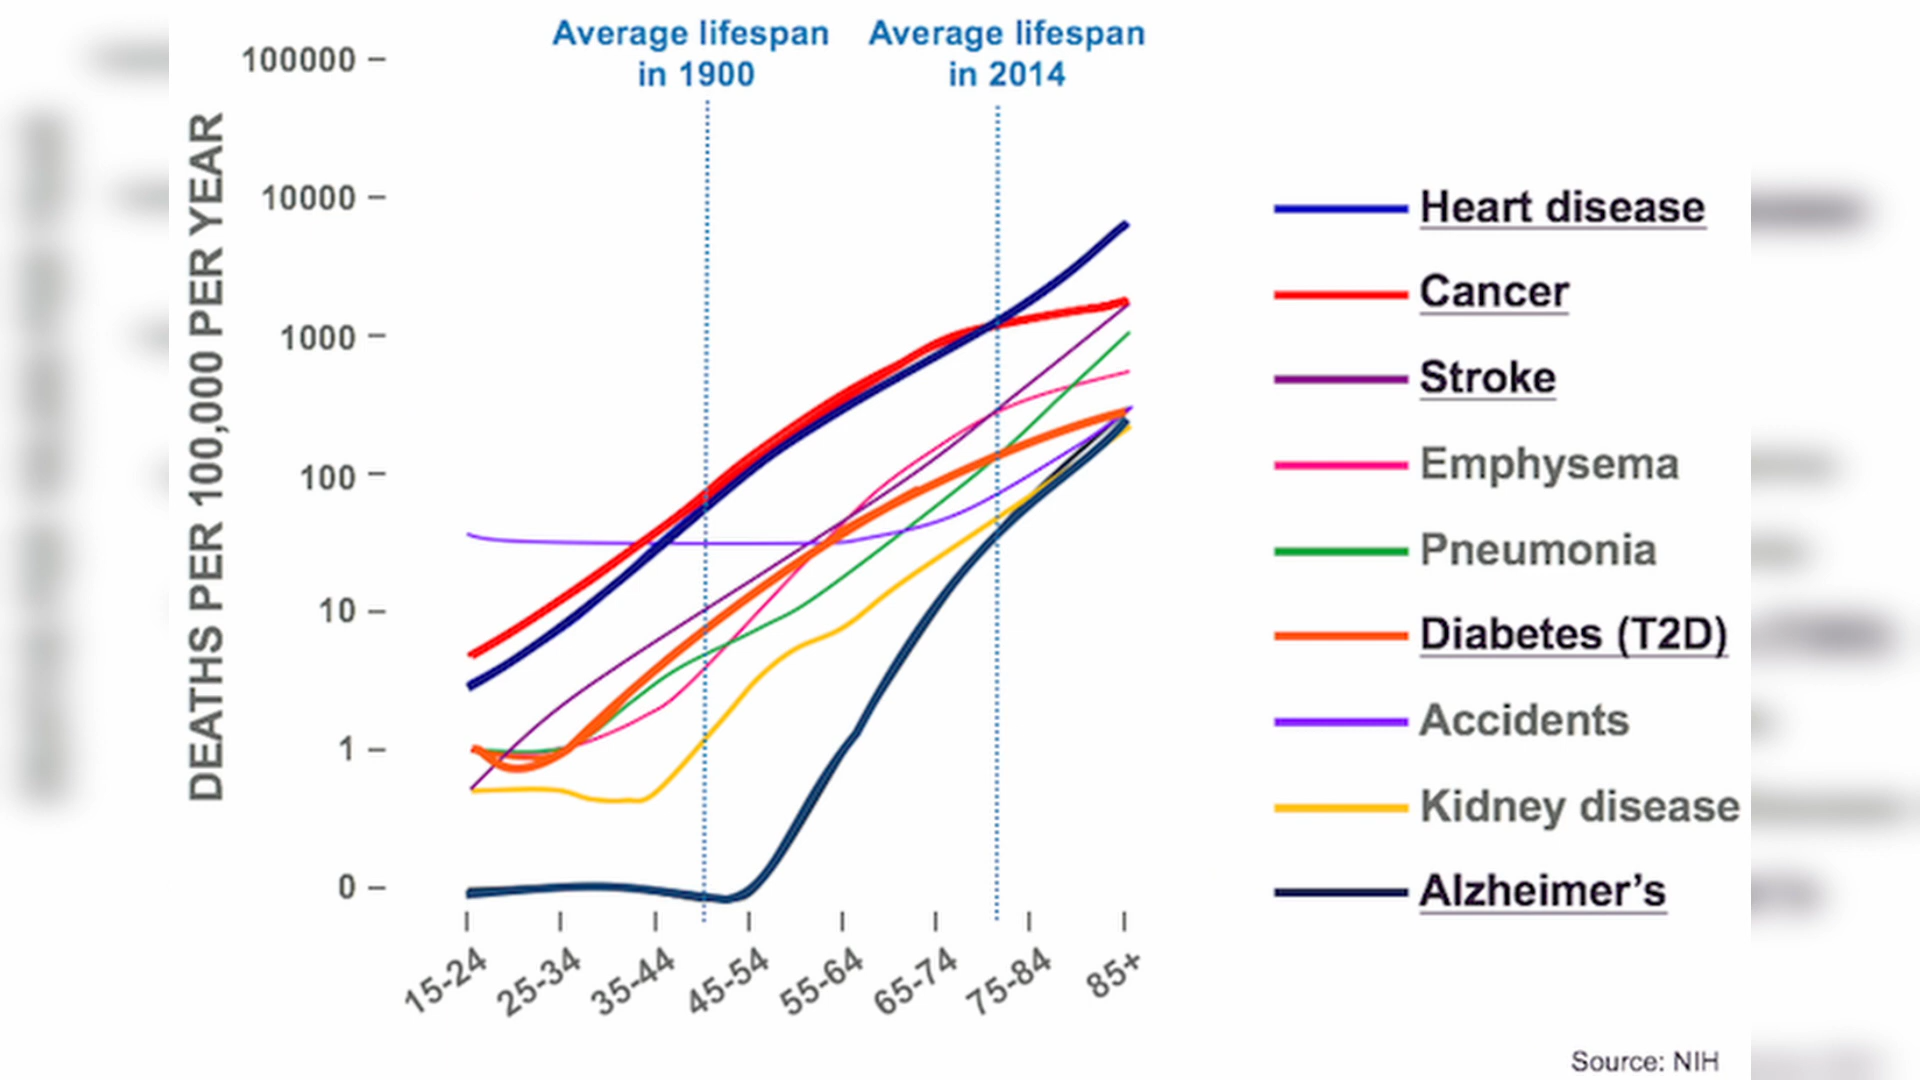 Average lifespan
in 1900
Average lifespan
in 2014
DEATHS PER 100,000 PER YEAR
100000
10000
1000
100
10
1
0
15-24
25-34
35-44
45-54
55-64
65-74
75-84
85+
Heart disease
Cancer
Stroke
Emphysema
Pneumonia
Diabetes (T2D)
Accidents
Kidney disease
Alzheimer’s
Source: NIH